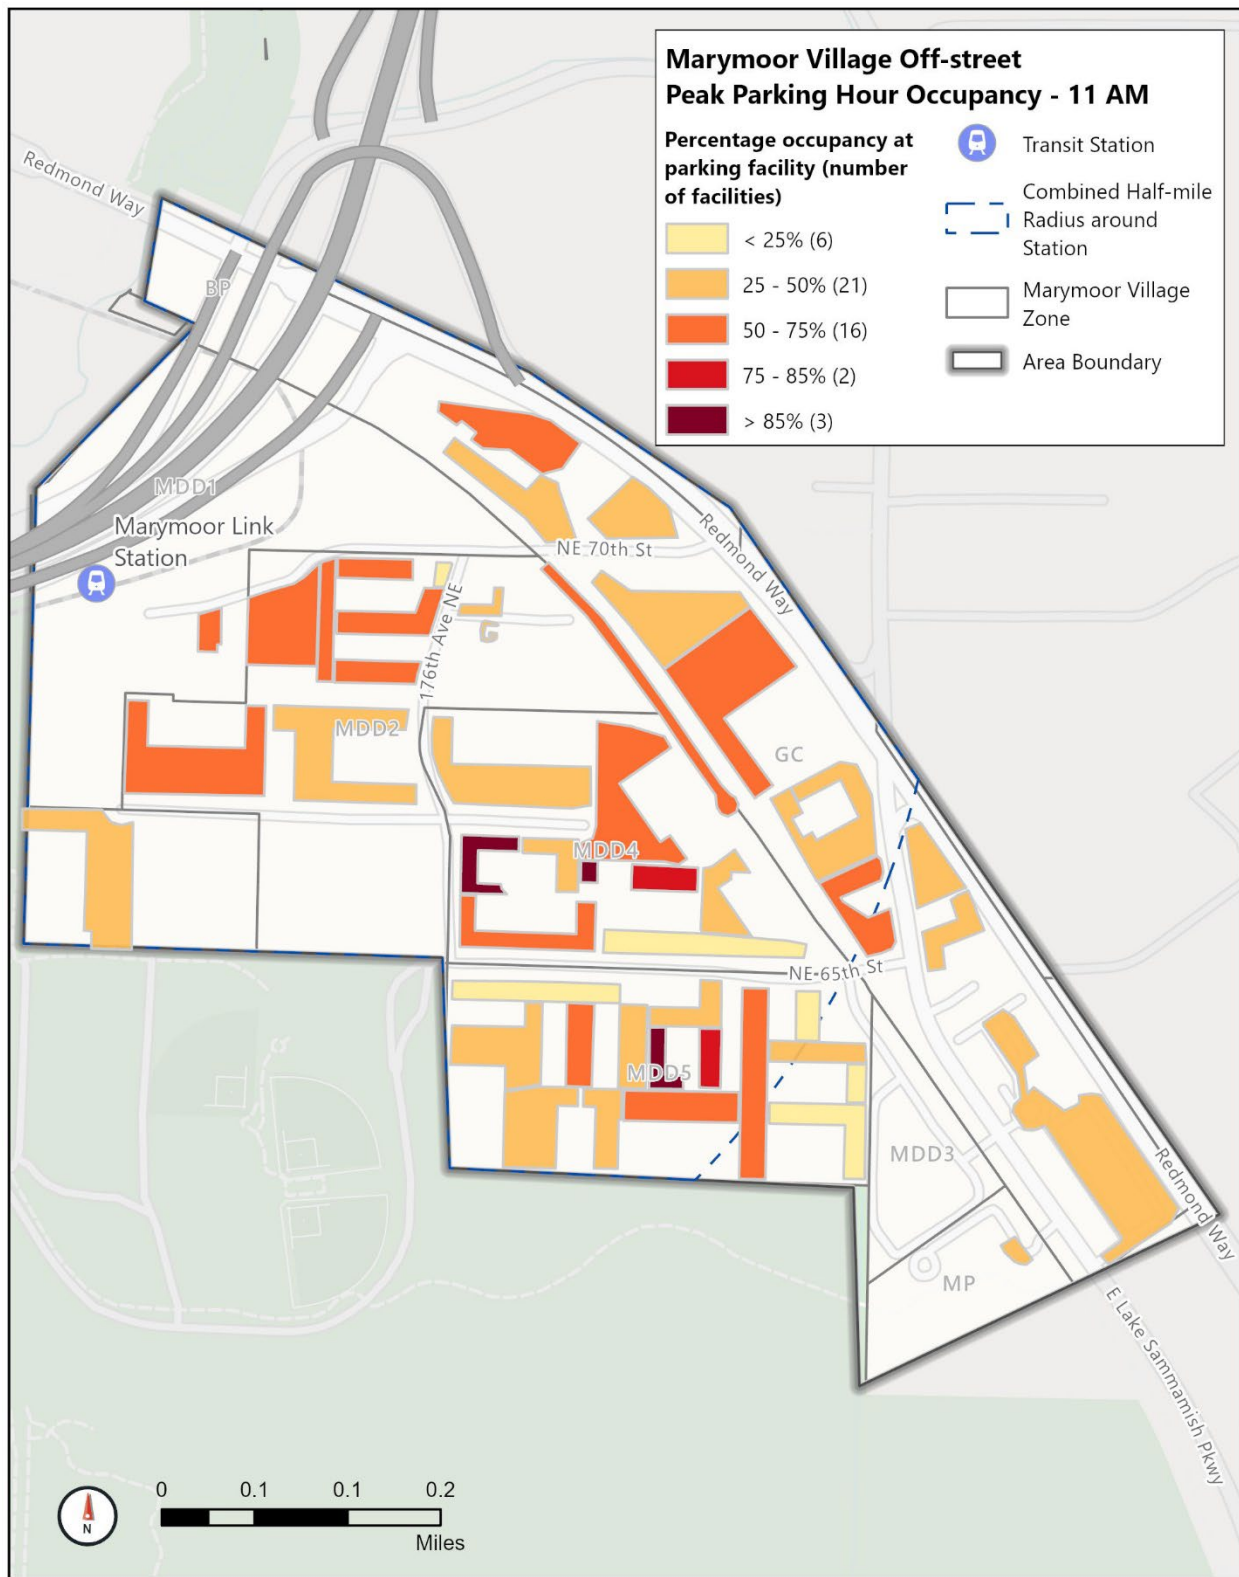 Marymoor Village Off-street
Peak Parking Hour Occupancy - 11 AM
Percentage occupancy at
parking facility (number
of facilities)
< 25% (6)
25 - 50% (21)
50 - 75% (16)
75 - 85% (2)
> 85% (3)
Transit Station
Combined Half-mile
Radius around
Station
Marymoor Village
Zone
Area Boundary
Redmond Way
BP
MDD1
Marymoor Link
Station
NE 70th St
Redmond Way
176th Ave NE
MDD2
GC
MDD4
NE 65th St
MDD5
MDD3
MP
Redmond Way
E Lake Sammamish Pkwy
0 0.1 0.1 0.2
Miles
N